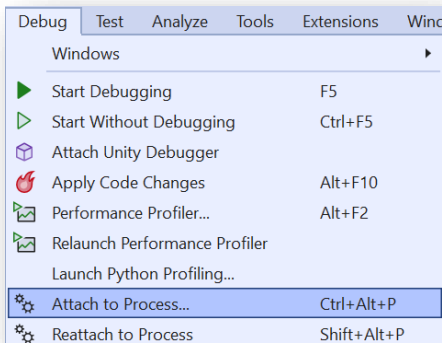 Debug Test Analyze Tools Extensions
Windows
Start Debugging F5
Start Without Debugging Ctrl+F5
Attach Unity Debugger
Apply Code Changes Alt+F10
Performance Profiler... Alt+F2
Relaunch Performance Profiler
Launch Python Profiling...
Attach to Process... Ctrl+Alt+P
Reattach to Process Shift+Alt+P